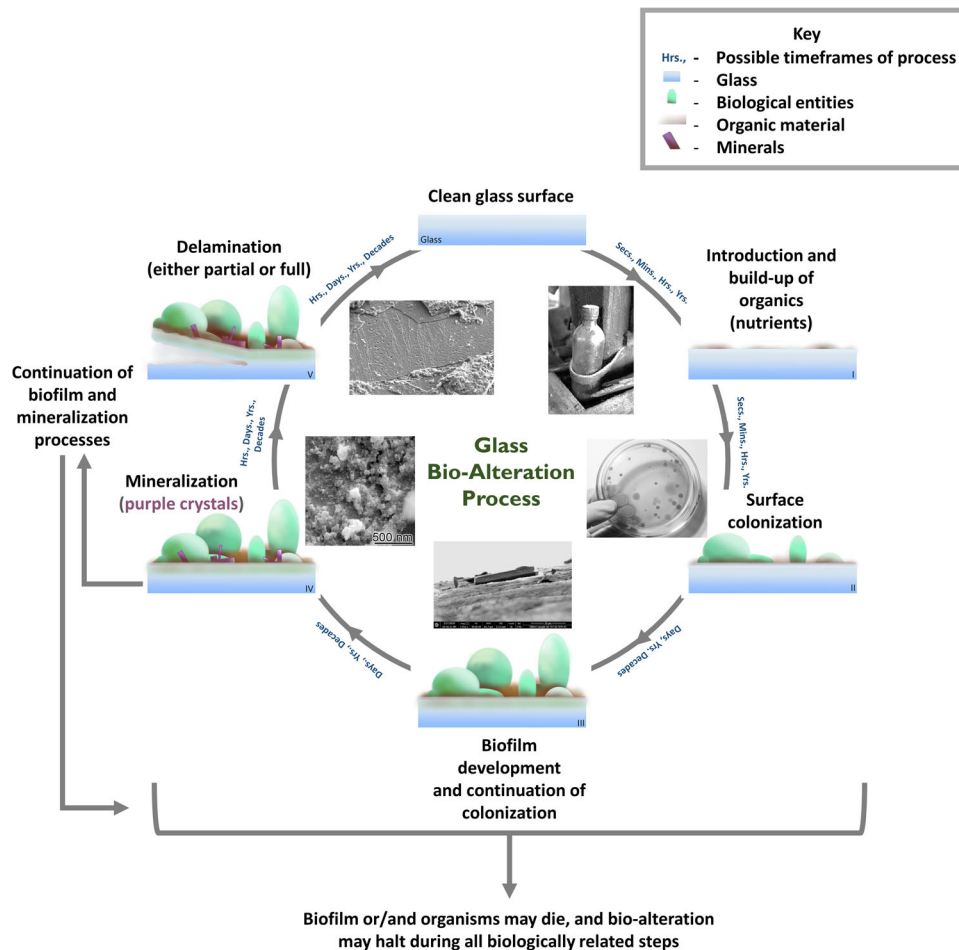 Key
Hrs., - Possible timeframes of process
- Glass
- Biological entities
- Organic material
- Minerals
Clean glass surface
Glass
Secs., Mins., Hrs., Yrs.
Introduction and
build-up of
organics
(nutrients)
I
Secs., Mins., Hrs., Yrs.
Surface
colonization
II
Days, Yrs. Decades
III
Biofilm
development
and continuation of
colonization
Days., Yrs., Decades
Mineralization
(purple crystals)
IV
Hrs., Days., Yrs.,
Decades
Continuation of
biofilm and
mineralization
processes
Delamination
(either partial or full)
V
Hrs., Days., Yrs., Decades
Glass
Bio-Alteration
Process
500 nm
Biofilm or/and organisms may die, and bio-alteration
may halt during all biologically related steps